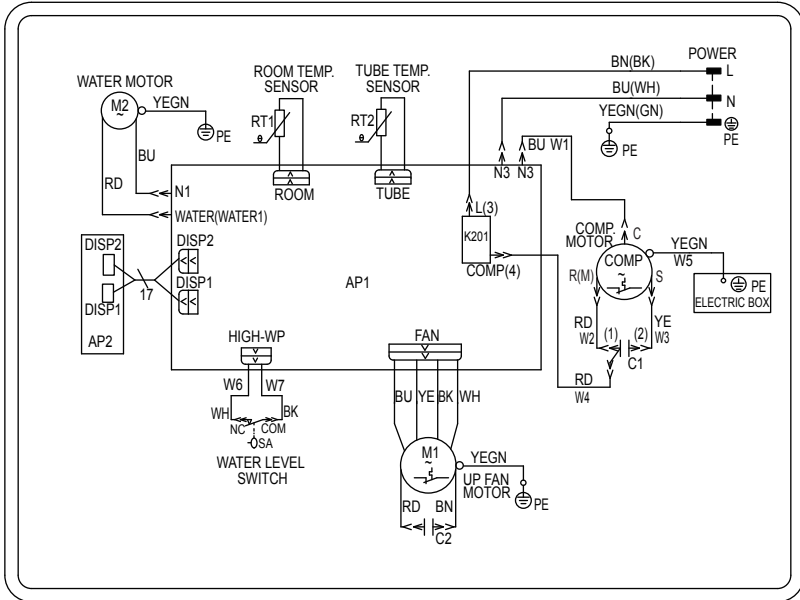 WATER MOTOR
M2
~
YEGN
PE
BU
RD
N1
WATER(WATER1)
ROOM TEMP.
SENSOR
RT1
θ
ROOM
TUBE TEMP.
SENSOR
RT2
θ
TUBE
POWER
BN(BK)
L
BU(WH)
N
YEGN(GN)
PE
PE
BU W1
N3
N3
L(3)
K201
COMP(4)
AP1
DISP2
DISP1
AP2
17
DISP2
DISP1
COMP.
MOTOR
C
COMP
~
R(M)
S
YEGN
W5
PE
ELECTRIC BOX
RD
W2
(1)
(2)
YE
W3
C1
RD
W4
HIGH-WP
W6
W7
WH
BK
NC
COM
SA
WATER LEVEL
SWITCH
FAN
BU
YE
BK
WH
M1
~
YEGN
UP FAN
MOTOR
PE
RD
BN
C2